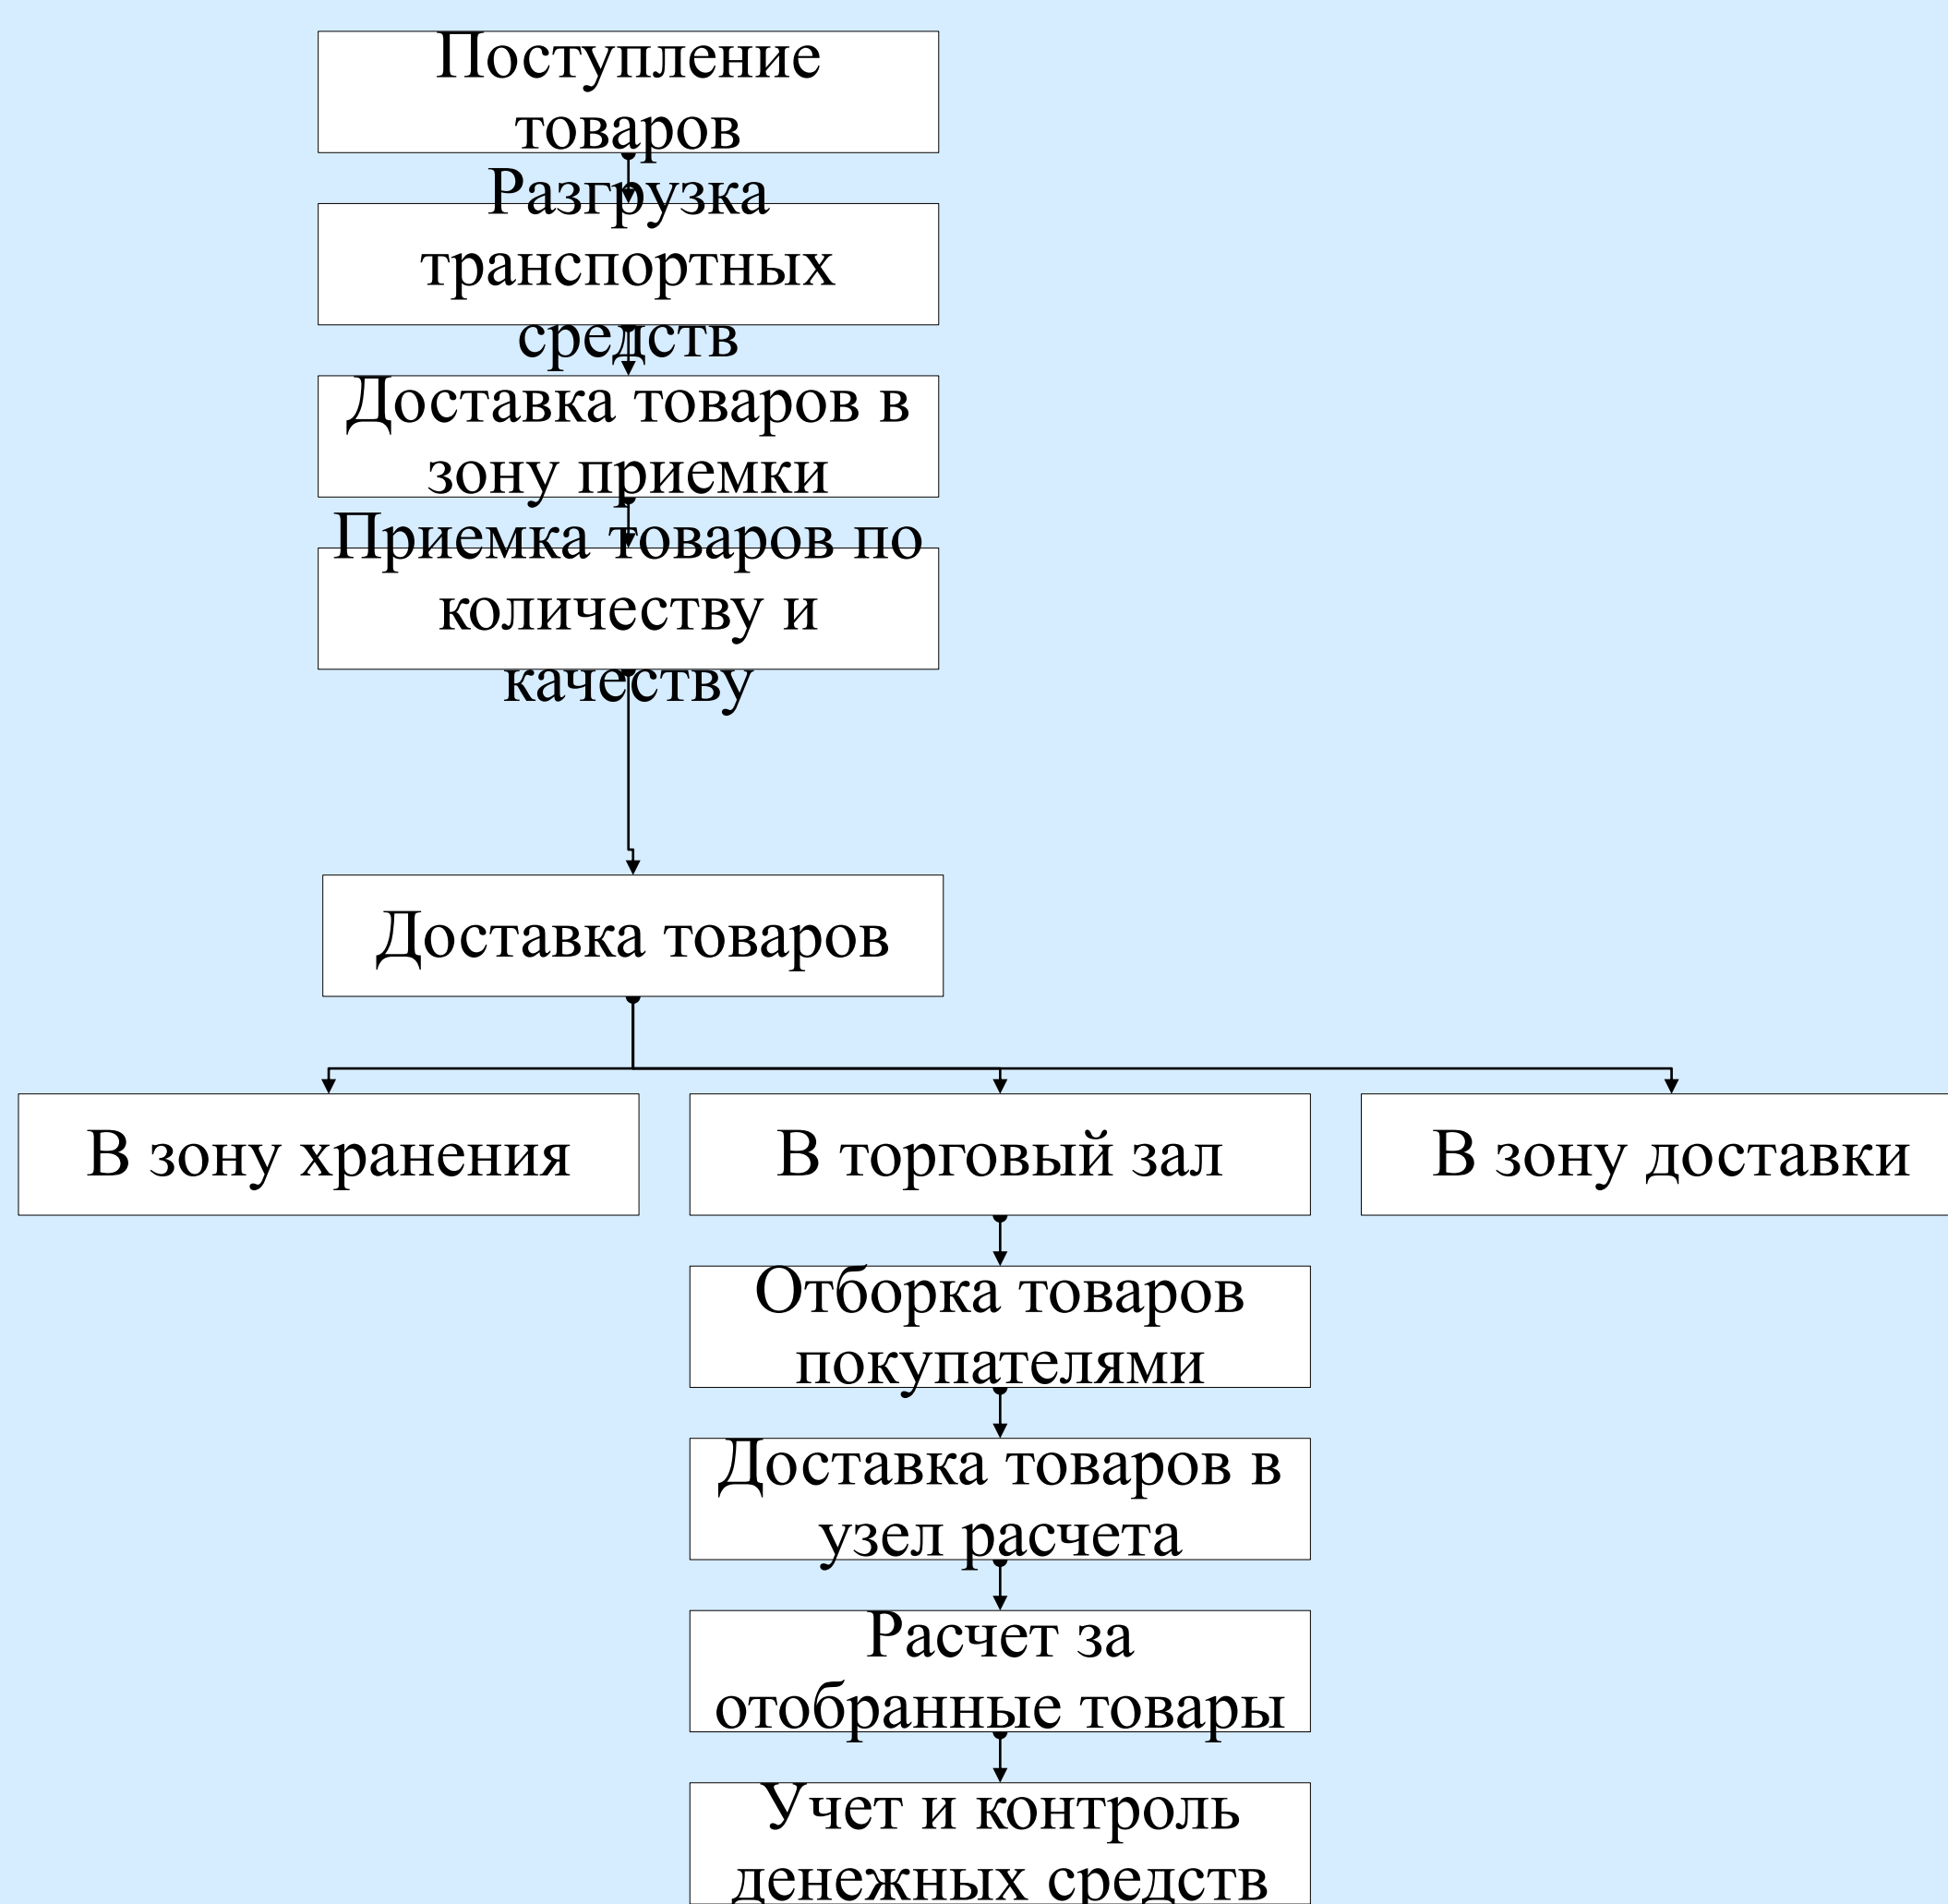 Поступление
товаров
Разгрузка
транспортных
средств
Доставка товаров в
зону приемки
Приемка товаров по
количеству и
качеству
Доставка товаров
В зону хранения
В торговый зал
В зону доставки
Отборка товаров
покупателями
Доставка товаров в
узел расчета
Расчет за
отобранные товары
Учет и контроль
денежных средств